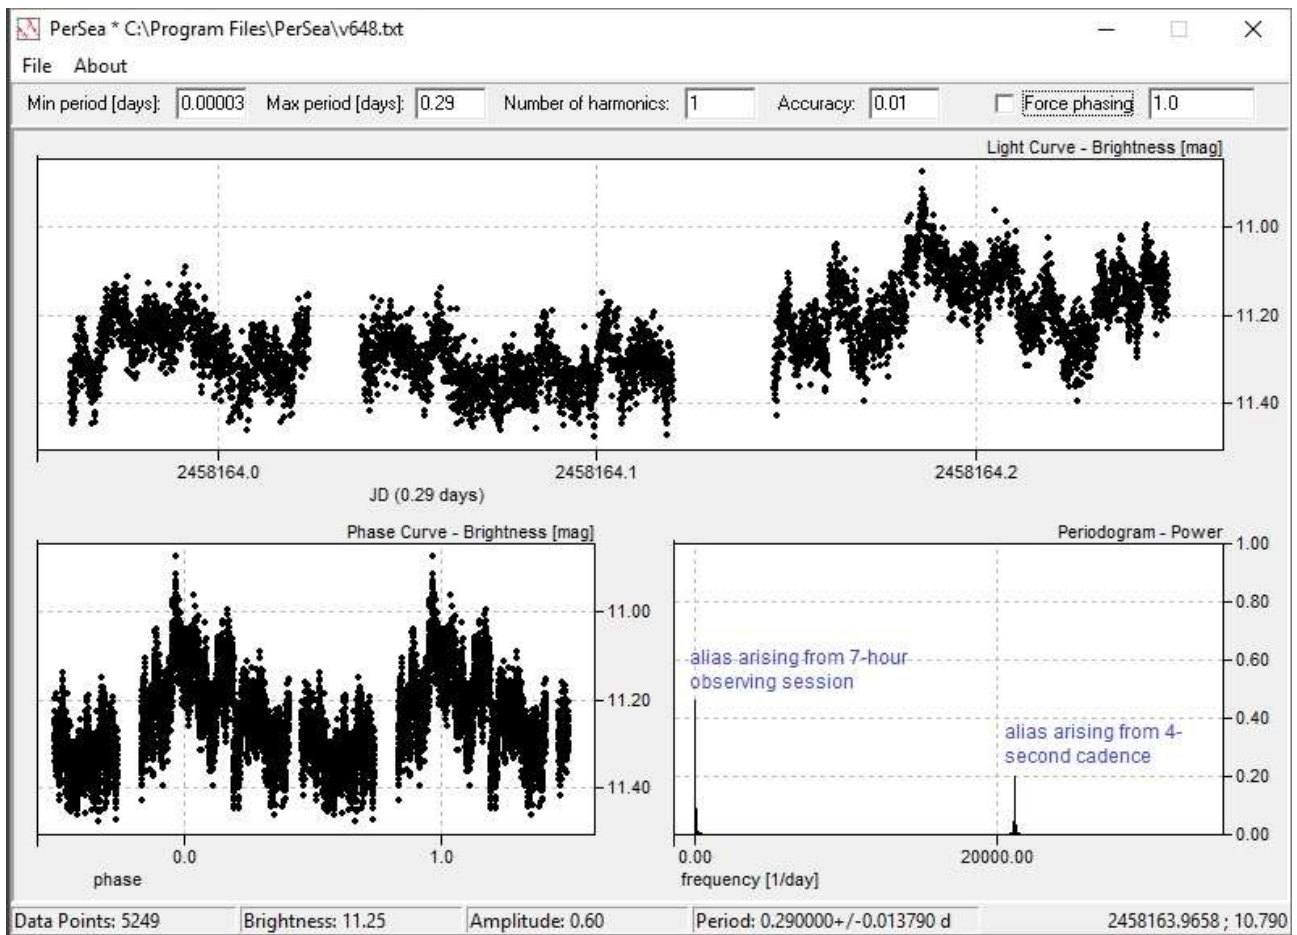 PerSea * C:\Program Files\PerSea\v648.txt
File About
Min period [days]: 0.00003 Max period [days]: 0.29 Number of harmonics: 1 Accuracy: 0.01 Force phasing 1.0
Light Curve - Brightness [mag]
11.00
11.20
11.40
2458164.0 2458164.1 2458164.2
JD (0.29 days)
Phase Curve - Brightness [mag]
11.00
11.20
11.40
0.0 1.0
phase
Periodogram - Power
1.00
0.80
0.60
0.40
0.20
0.00
alias arising from 7-hour
observing session
alias arising from 4-
second cadence
0.00 20000.00
frequency [1/day]
Data Points: 5249 Brightness: 11.25 Amplitude: 0.60 Period: 0.290000+/-0.013790 d 2458163.9658 ; 10.790